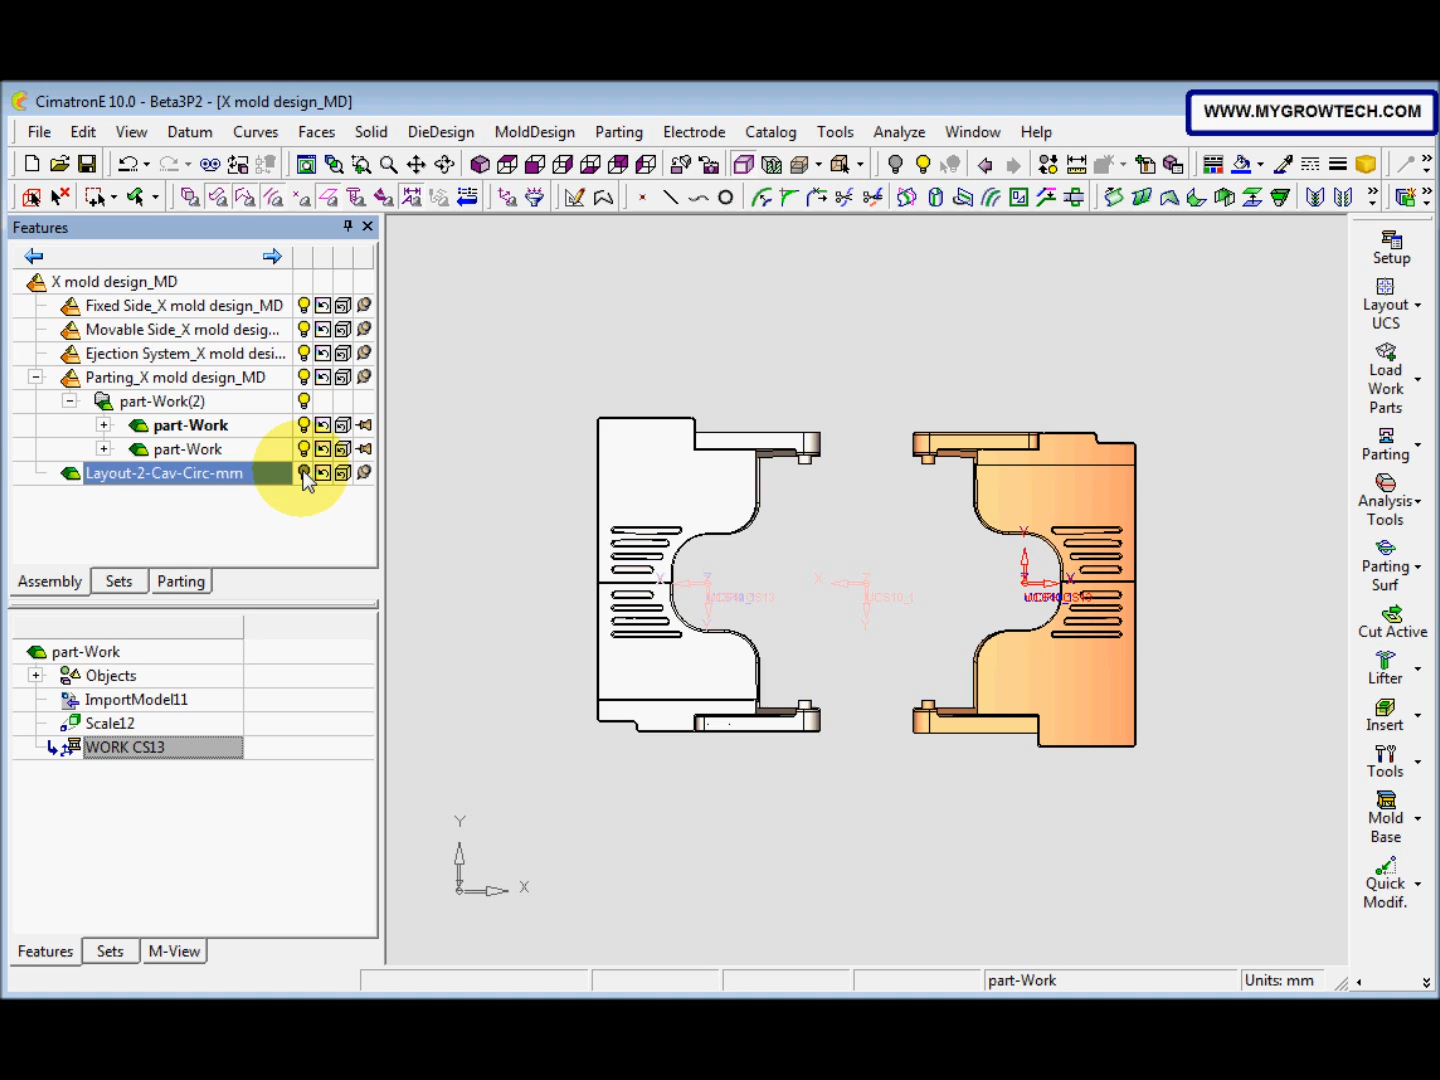 CimatronE 10.0 - Beta3P2 - [X mold design_MD]
WWW.MYGROWTECH.COM
File Edit View Datum Curves Faces Solid DieDesign MoldDesign Parting Electrode Catalog Tools Analyze Window Help
Features
X mold design_MD
Fixed Side_X mold design_MD
Movable Side_X mold desig...
Ejection System_X mold desi...
Parting_X mold design_MD
part-Work(2)
part-Work
part-Work
Layout-2-Cav-Circ-mm
Assembly Sets Parting
part-Work
Objects
ImportModel11
Scale12
WORK CS13
Features Sets M-View
X
Z
X
Z
UCS10_1
Y
X
Y
X
Setup
Layout
UCS
Load
Work
Parts
Parting
Analysis
Tools
Parting
Surf
Cut Active
Lifter
Insert
Tools
Mold
Base
Quick
Modif.
part-Work
Units: mm